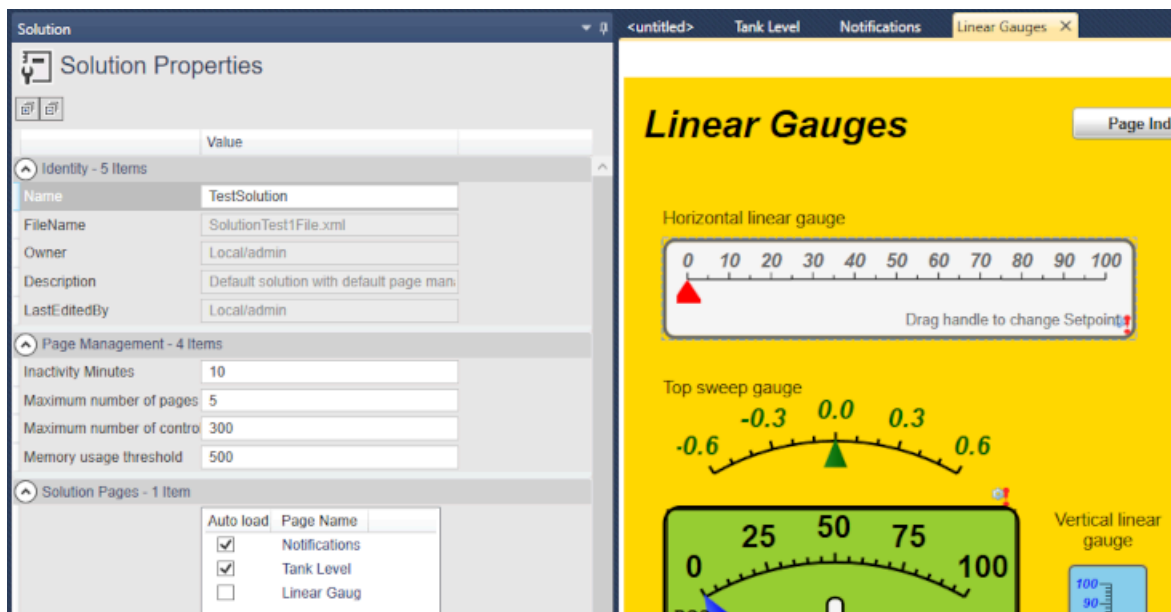 Solution
Solution Properties
Value
Identity - 5 Items
Name TestSolution
FileName SolutionTest1File.xml
Owner Local/admin
Description Default solution with default page man
LastEditedBy Local/admin
Page Management - 4 Items
Inactivity Minutes 10
Maximum number of pages 5
Maximum number of contro 300
Memory usage threshold 500
Solution Pages - 1 Item
Auto load Page Name
Notifications
Tank Level
Linear Gaug
<untitled> Tank Level Notifications Linear Gauges
Linear Gauges
Page Ind
Horizontal linear gauge
0 10 20 30 40 50 60 70 80 90 100
Drag handle to change Setpoint
Top sweep gauge
-0.6 -0.3 0.0 0.3 0.6
0 25 50 75 100
Vertical linear
gauge
100
90